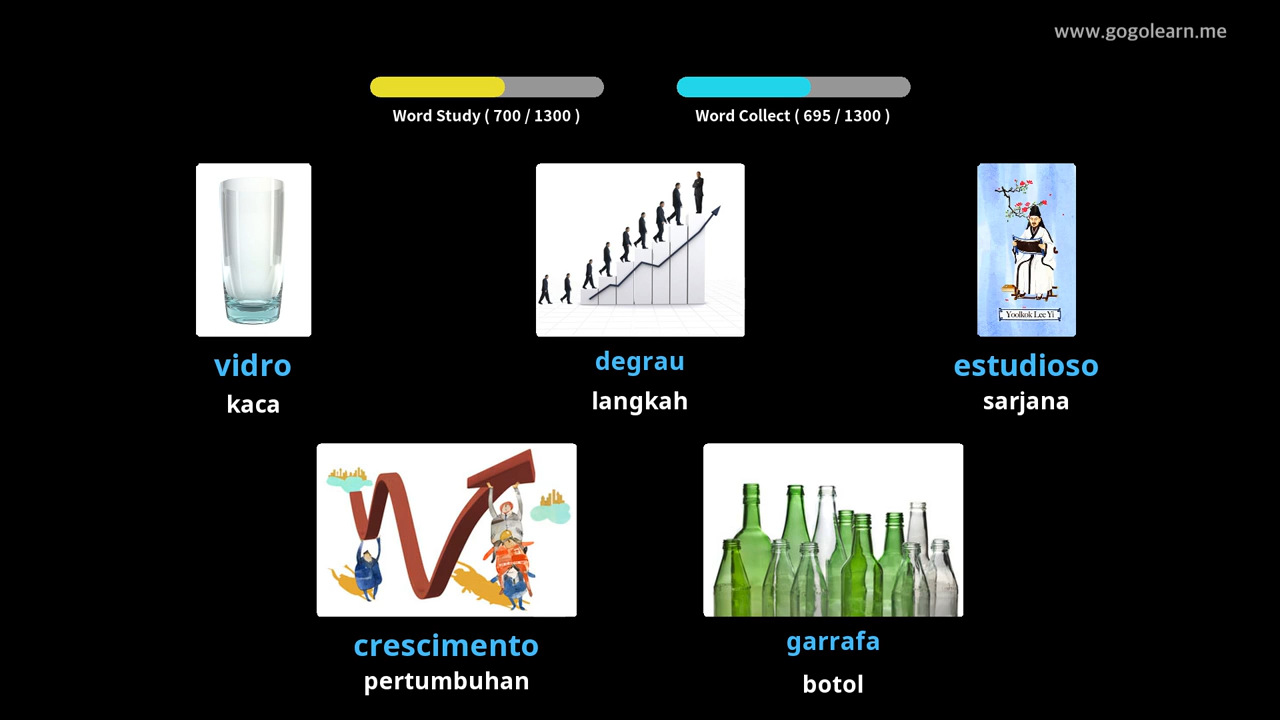 www.gogolearn.me
Word Study ( 700 / 1300 )
Word Collect ( 695 / 1300 )
Yoolkok Lee Yi
vidro
kaca
degrau
langkah
estudioso
sarjana
crescimento
pertumbuhan
garrafa
botol